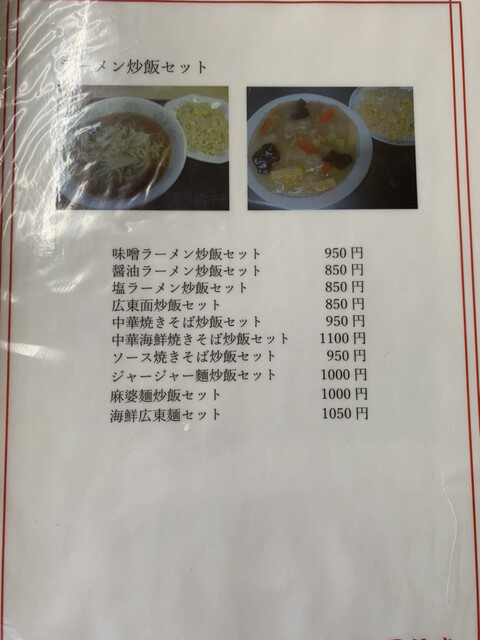 ラーメン炒飯セット
味噌ラーメン炒飯セット 950円
醤油ラーメン炒飯セット 850円
塩ラーメン炒飯セット 850円
広東面炒飯セット 850円
中華焼きそば炒飯セット 950円
中華海鮮焼きそば炒飯セット 1100円
ソース焼きそば炒飯セット 950円
ジャージャー麺炒飯セット 1000円
麻婆麺炒飯セット 1000円
海鮮広東麺セット 1050円